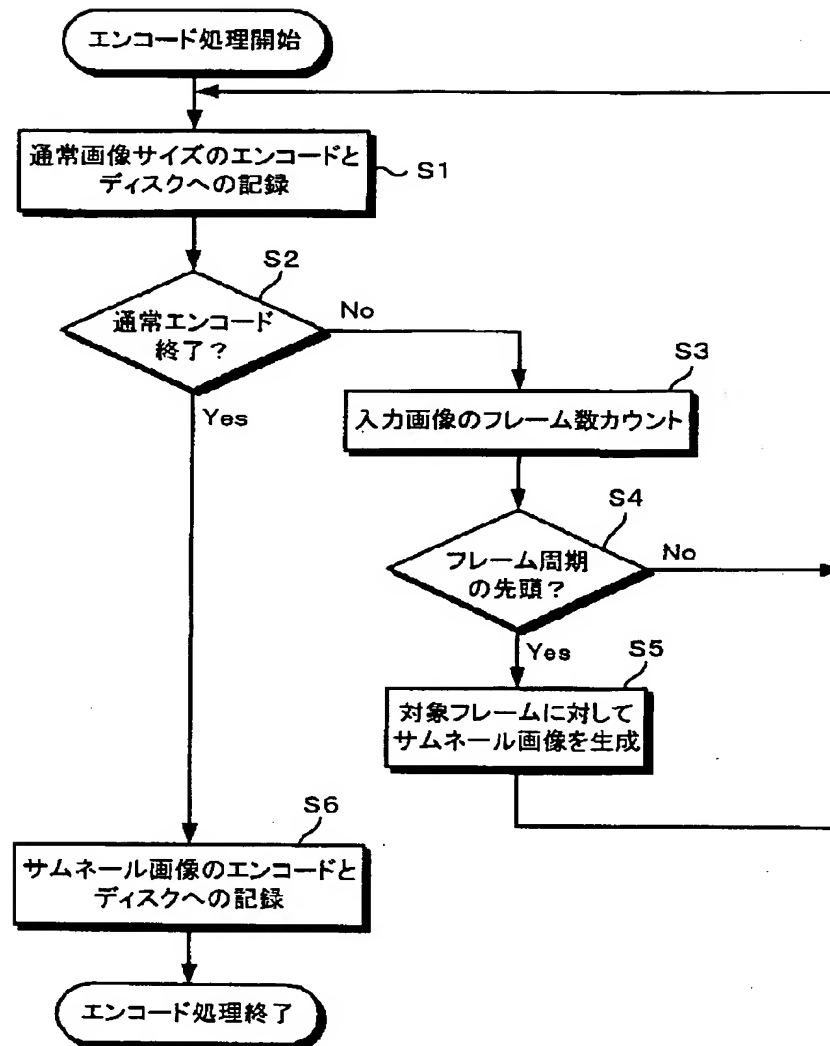 エンコード処理開始
通常画像サイズのエンコードと
ディスクへの記録
S1
S2
通常エンコード
終了?
No
Yes
S3
入力画像のフレーム数カウント
S4
フレーム周期
の先頭?
No
Yes
S5
対象フレームに対して
サムネール画像を生成
S6
サムネール画像のエンコードと
ディスクへの記録
エンコード処理終了